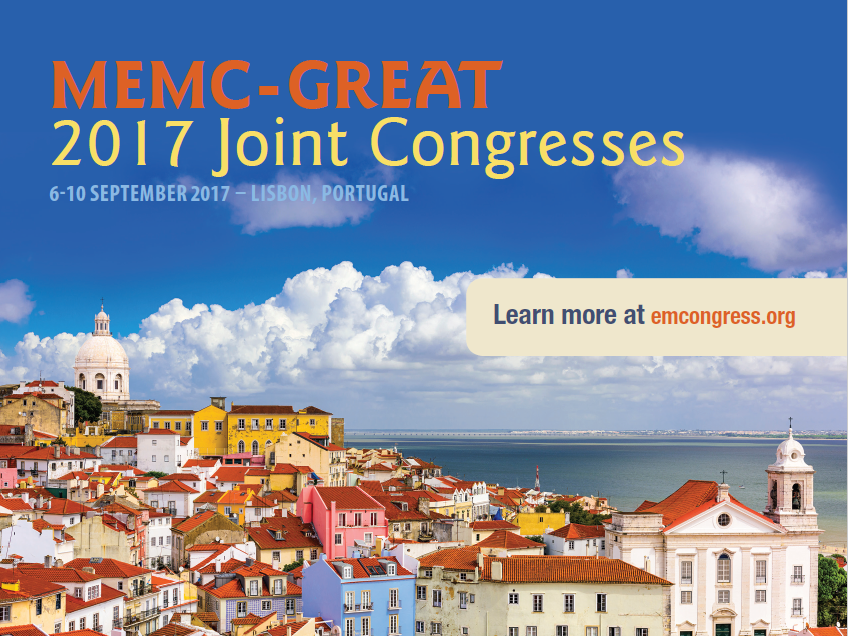 MEMC-GREAT
2017 Joint Congresses
6-10 SEPTEMBER 2017 – LISBON, PORTUGAL
Learn more at emcongress.org